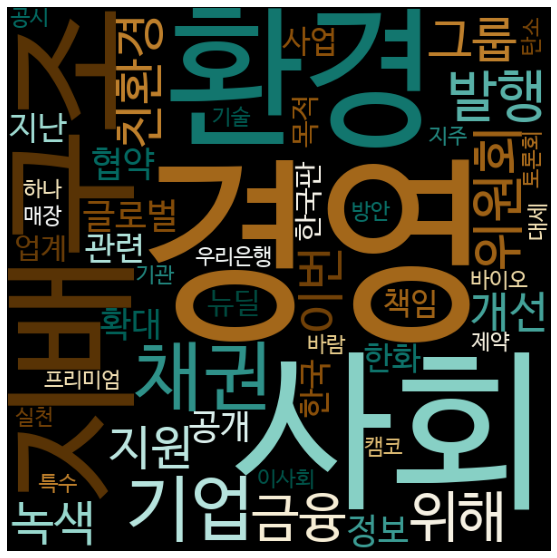 공시
환경
사업
그룹
탄소
친환경
지배구조
기술
목적
발행
지난
지주
토론회
협약
경영
한국판
위원회
하나
매장
글로벌
방안
대세
업계
관련
우리은행
기관
이번
뉴딜
책임
바이오
개선
확대
바람
제약
프리미엄
채권
한국
한화
사회
실천
지원
공개
캠코
특수
기업
이사회
녹색
금융
정보
위해